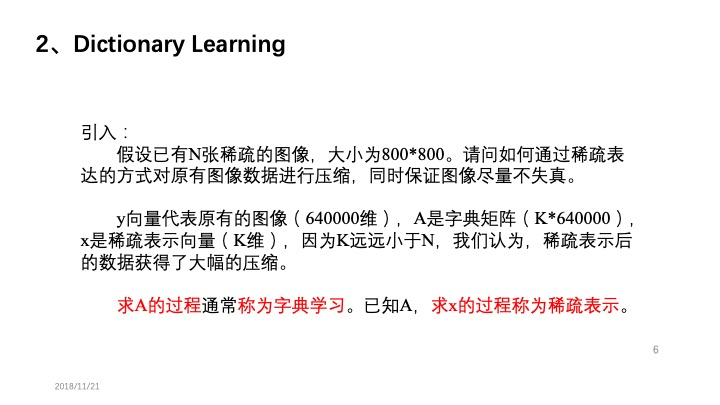 2、Dictionary Learning
引入：
假设已有N张稀疏的图像，大小为800*800。请问如何通过稀疏表
达的方式对原有图像数据进行压缩，同时保证图像尽量不失真。
y向量代表原有的图像（640000维），A是字典矩阵（K*640000），
x是稀疏表示向量（K维），因为K远远小于N，我们认为，稀疏表示后
的数据获得了大幅的压缩。
求A的过程通常称为字典学习。已知A，求x的过程称为稀疏表示。
6
2018/11/21